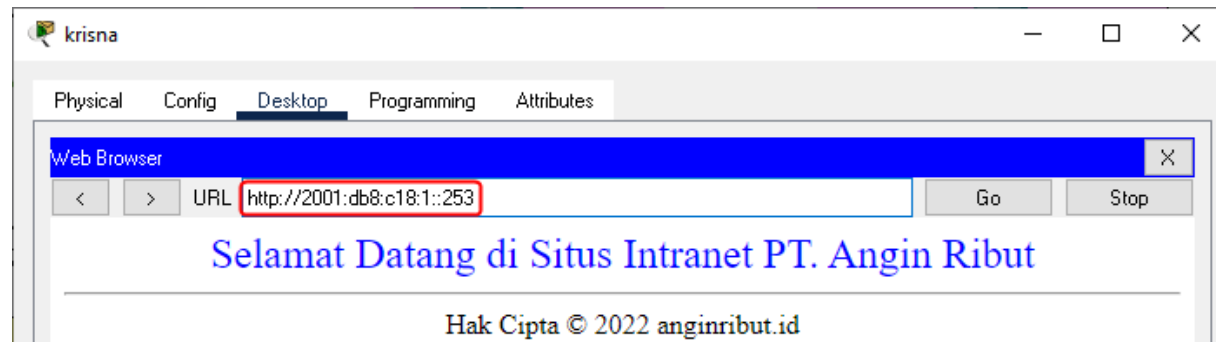 krisna
Physical Config Desktop Programming Attributes
Web Browser X
< > URL http://2001:db8:c18:1::253 Go Stop
Selamat Datang di Situs Intranet PT. Angin Ribut
Hak Cipta © 2022 anginribut.id